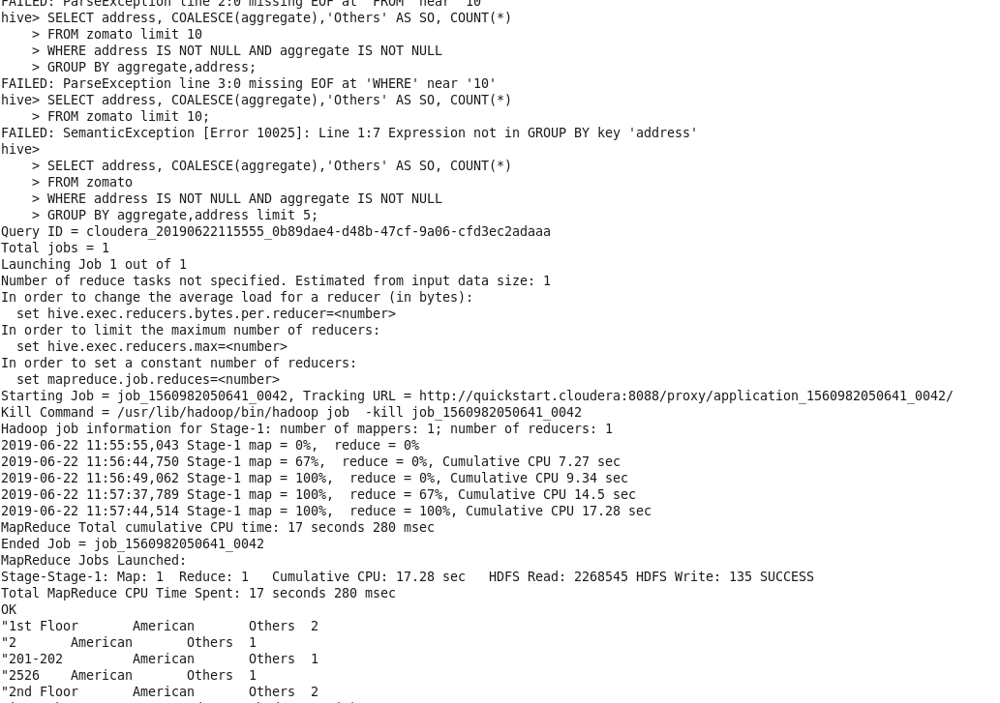 FAILED: ParseException line 2:0 missing EOF at 'FROM' near '10'
hive> SELECT address, COALESCE(aggregate),'Others' AS SO, COUNT(*)
    > FROM zomato limit 10
    > WHERE address IS NOT NULL AND aggregate IS NOT NULL
    > GROUP BY aggregate,address;
FAILED: ParseException line 3:0 missing EOF at 'WHERE' near '10'
hive> SELECT address, COALESCE(aggregate),'Others' AS SO, COUNT(*)
    > FROM zomato limit 10;
FAILED: SemanticException [Error 10025]: Line 1:7 Expression not in GROUP BY key 'address'
hive>
    > SELECT address, COALESCE(aggregate),'Others' AS SO, COUNT(*)
    > FROM zomato
    > WHERE address IS NOT NULL AND aggregate IS NOT NULL
    > GROUP BY aggregate,address limit 5;
Query ID = cloudera_20190622115555_0b89dae4-d48b-47cf-9a06-cfd3ec2adaaa
Total jobs = 1
Launching Job 1 out of 1
Number of reduce tasks not specified. Estimated from input data size: 1
In order to change the average load for a reducer (in bytes):
  set hive.exec.reducers.bytes.per.reducer=<number>
In order to limit the maximum number of reducers:
  set hive.exec.reducers.max=<number>
In order to set a constant number of reducers:
  set mapreduce.job.reduces=<number>
Starting Job = job_1560982050641_0042, Tracking URL = http://quickstart.cloudera:8088/proxy/application_1560982050641_0042/
Kill Command = /usr/lib/hadoop/bin/hadoop job  -kill job_1560982050641_0042
Hadoop job information for Stage-1: number of mappers: 1; number of reducers: 1
2019-06-22 11:55:55,043 Stage-1 map = 0%,  reduce = 0%
2019-06-22 11:56:44,750 Stage-1 map = 67%,  reduce = 0%, Cumulative CPU 7.27 sec
2019-06-22 11:56:49,062 Stage-1 map = 100%,  reduce = 0%, Cumulative CPU 9.34 sec
2019-06-22 11:57:37,789 Stage-1 map = 100%,  reduce = 67%, Cumulative CPU 14.5 sec
2019-06-22 11:57:44,514 Stage-1 map = 100%,  reduce = 100%, Cumulative CPU 17.28 sec
MapReduce Total cumulative CPU time: 17 seconds 280 msec
Ended Job = job_1560982050641_0042
MapReduce Jobs Launched:
Stage-Stage-1: Map: 1  Reduce: 1   Cumulative CPU: 17.28 sec   HDFS Read: 2268545 HDFS Write: 135 SUCCESS
Total MapReduce CPU Time Spent: 17 seconds 280 msec
OK
"1st Floor       American       Others  2
"2       American       Others  1
"201-202         American       Others  1
"2526    American       Others  1
"2nd Floor       American       Others  2